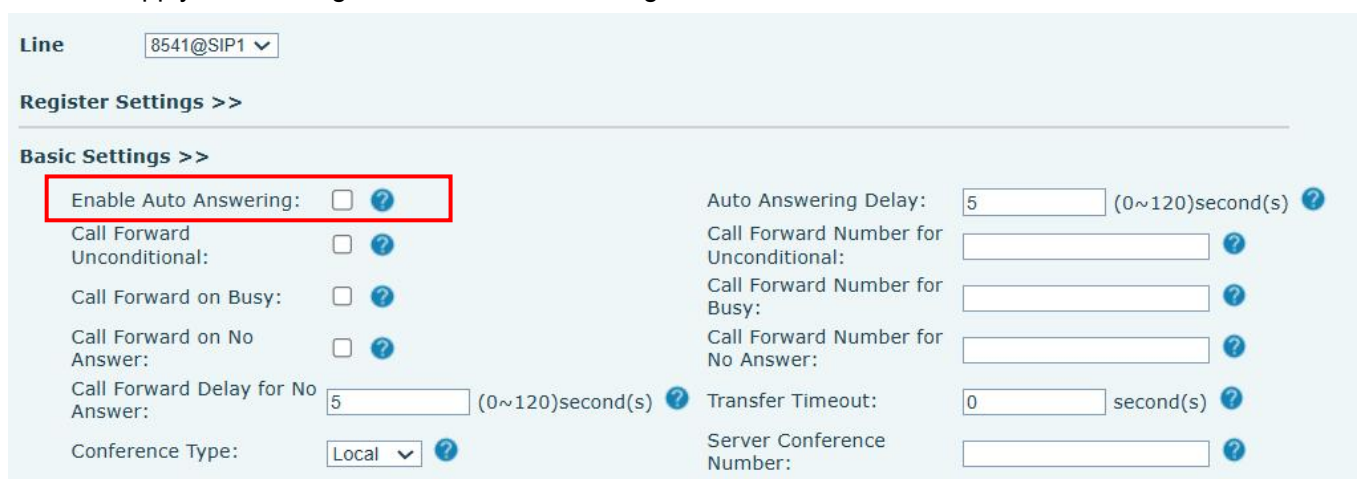 Line 8541@SIP1
Register Settings >>
Basic Settings >>
Enable Auto Answering: ? Auto Answering Delay: 5 (0~120)second(s) ?
Call Forward
Unconditional: ? Call Forward Number for
Unconditional: ?
Call Forward on Busy: ? Call Forward Number for
Busy: ?
Call Forward on No
Answer: ? Call Forward Number for
No Answer: ?
Call Forward Delay for No
Answer: 5 (0~120)second(s) ? Transfer Timeout: 0 second(s) ?
Conference Type: Local ? Server Conference
Number: ?